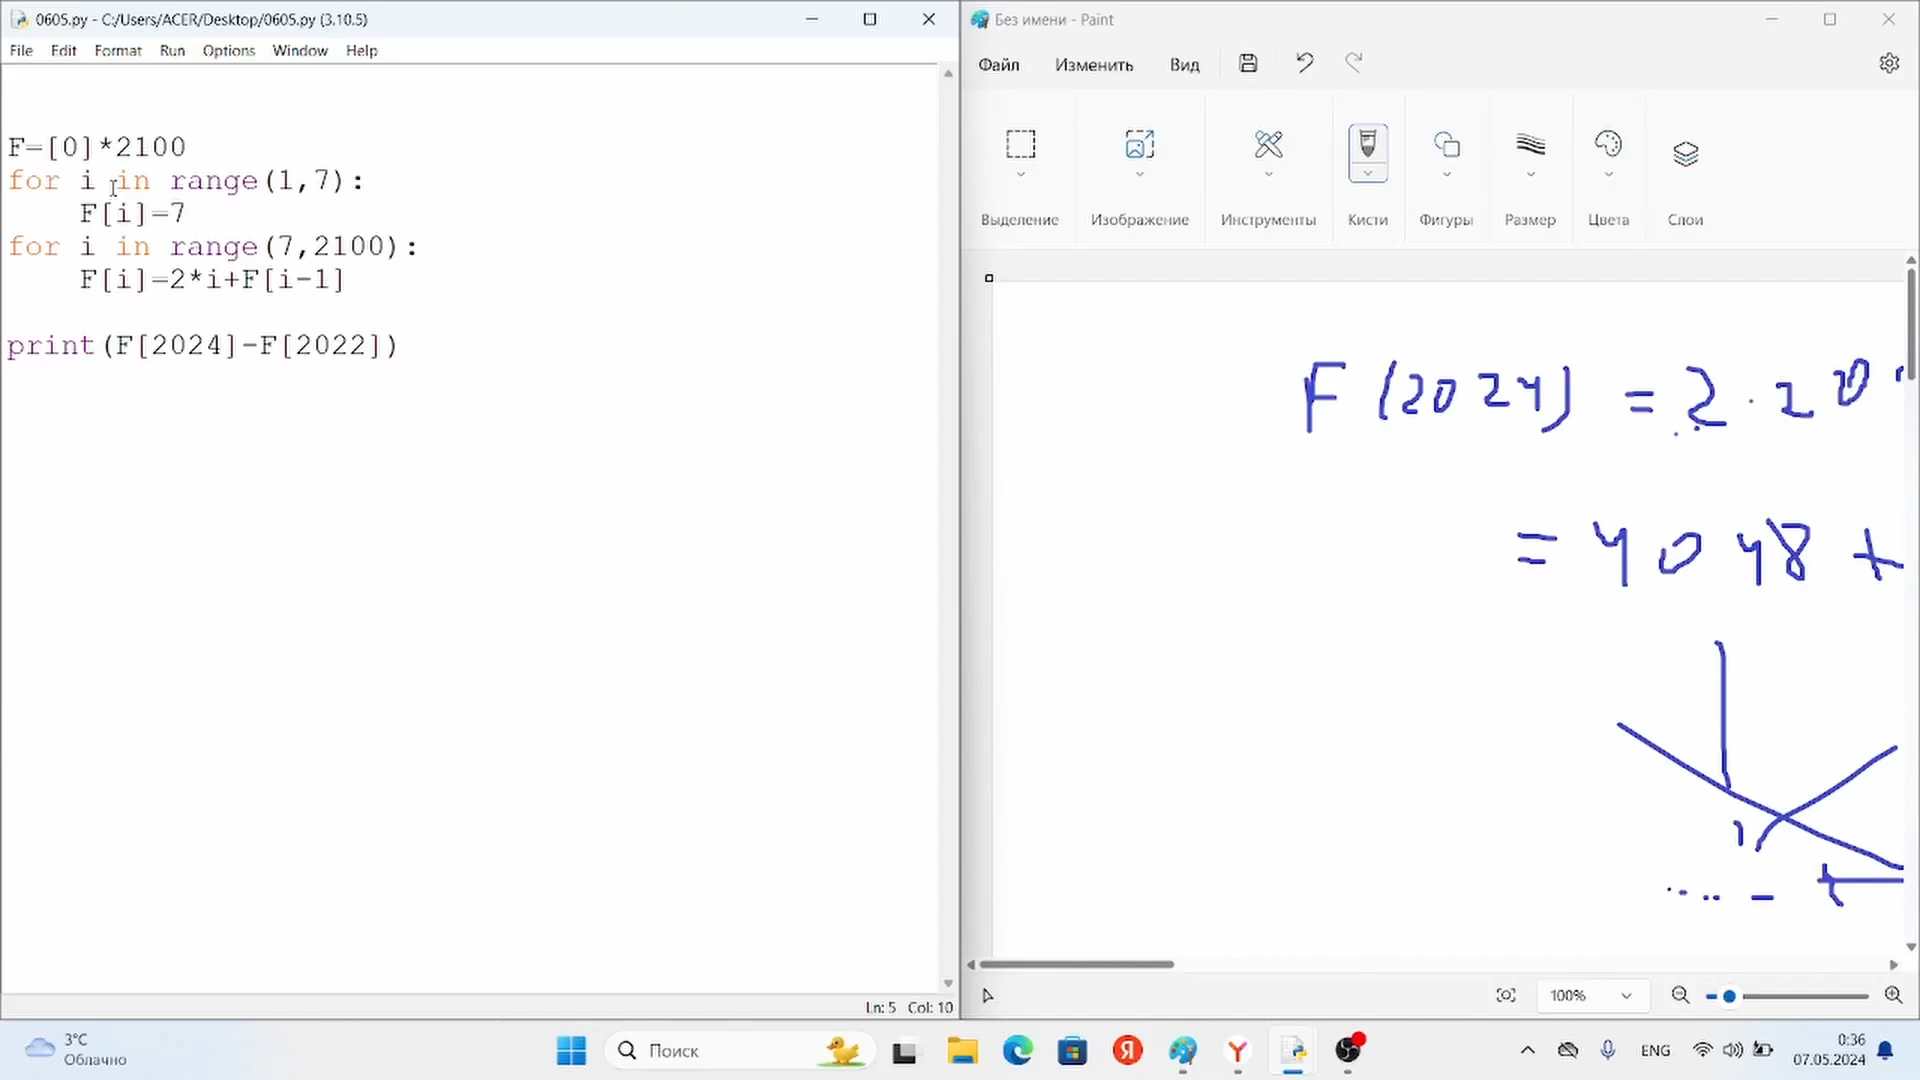 0605.py - C:/Users/ACER/Desktop/0605.py (3.10.5)
File Edit Format Run Options Window Help
F=[0]*2100
for i in range(1,7):
    F[i]=7
for i in range(7,2100):
    F[i]=2*i+F[i-1]
print(F[2024]-F[2022])
Ln: 5 Col: 10
Без имени - Paint
Файл Изменить Вид
Выделение Изображение Инструменты Кисти Фигуры Размер Цвета Слои
F (2024) = 2 · 20
= 4048 +
100%
3°C
Облачно
Поиск
ENG
0:36
07.05.2024